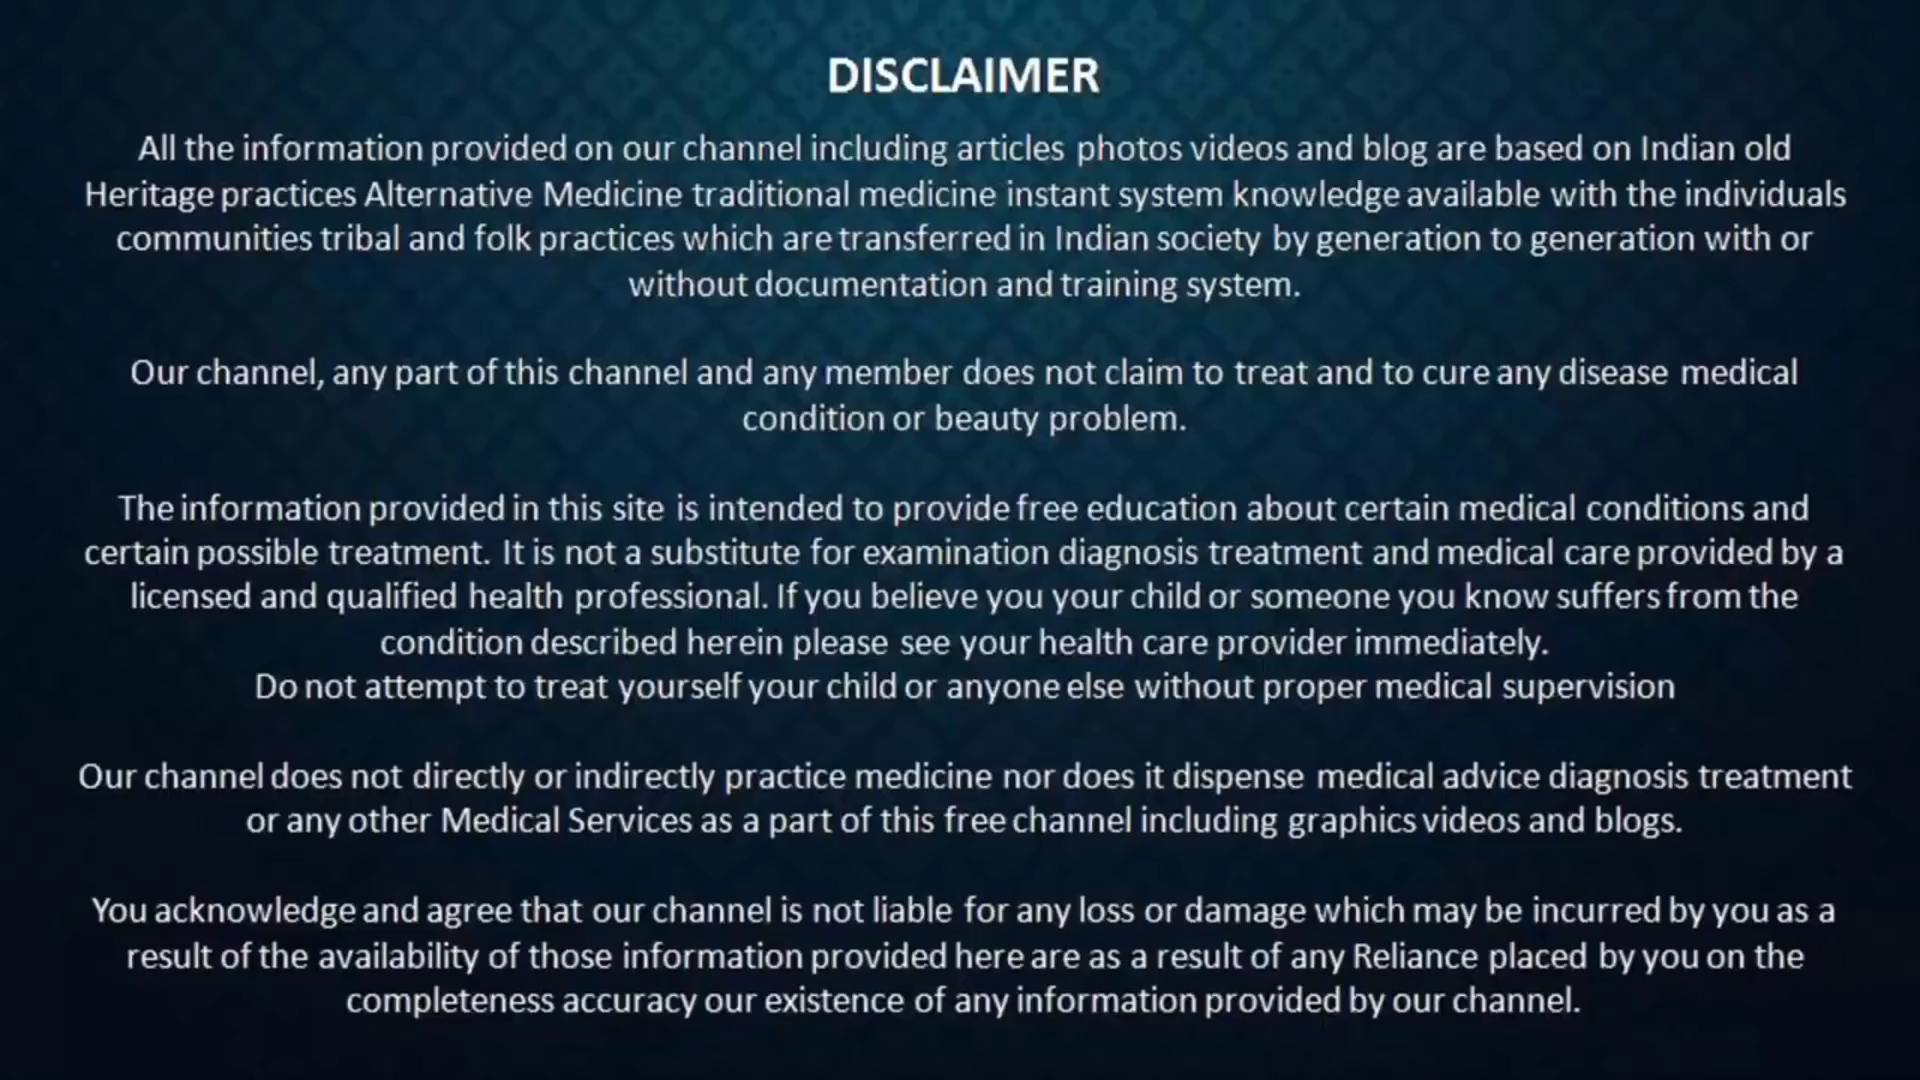 DISCLAIMER
All the information provided on our channel including articles photos videos and blog are based on Indian old
Heritage practices Alternative Medicine traditional medicine instant system knowledge available with the individuals
communities tribal and folk practices which are transferred in Indian society by generation to generation with or
without documentation and training system.
Our channel, any part of this channel and any member does not claim to treat and to cure any disease medical
condition or beauty problem.
The information provided in this site is intended to provide free education about certain medical conditions and
certain possible treatment. It is not a substitute for examination diagnosis treatment and medical care provided by a
licensed and qualified health professional. If you believe you your child or someone you know suffers from the
condition described herein please see your health care provider immediately.
Do not attempt to treat yourself your child or anyone else without proper medical supervision
Our channel does not directly or indirectly practice medicine nor does it dispense medical advice diagnosis treatment
or any other Medical Services as a part of this free channel including graphics videos and blogs.
You acknowledge and agree that our channel is not liable for any loss or damage which may be incurred by you as a
result of the availability of those information provided here are as a result of any Reliance placed by you on the
completeness accuracy our existence of any information provided by our channel.